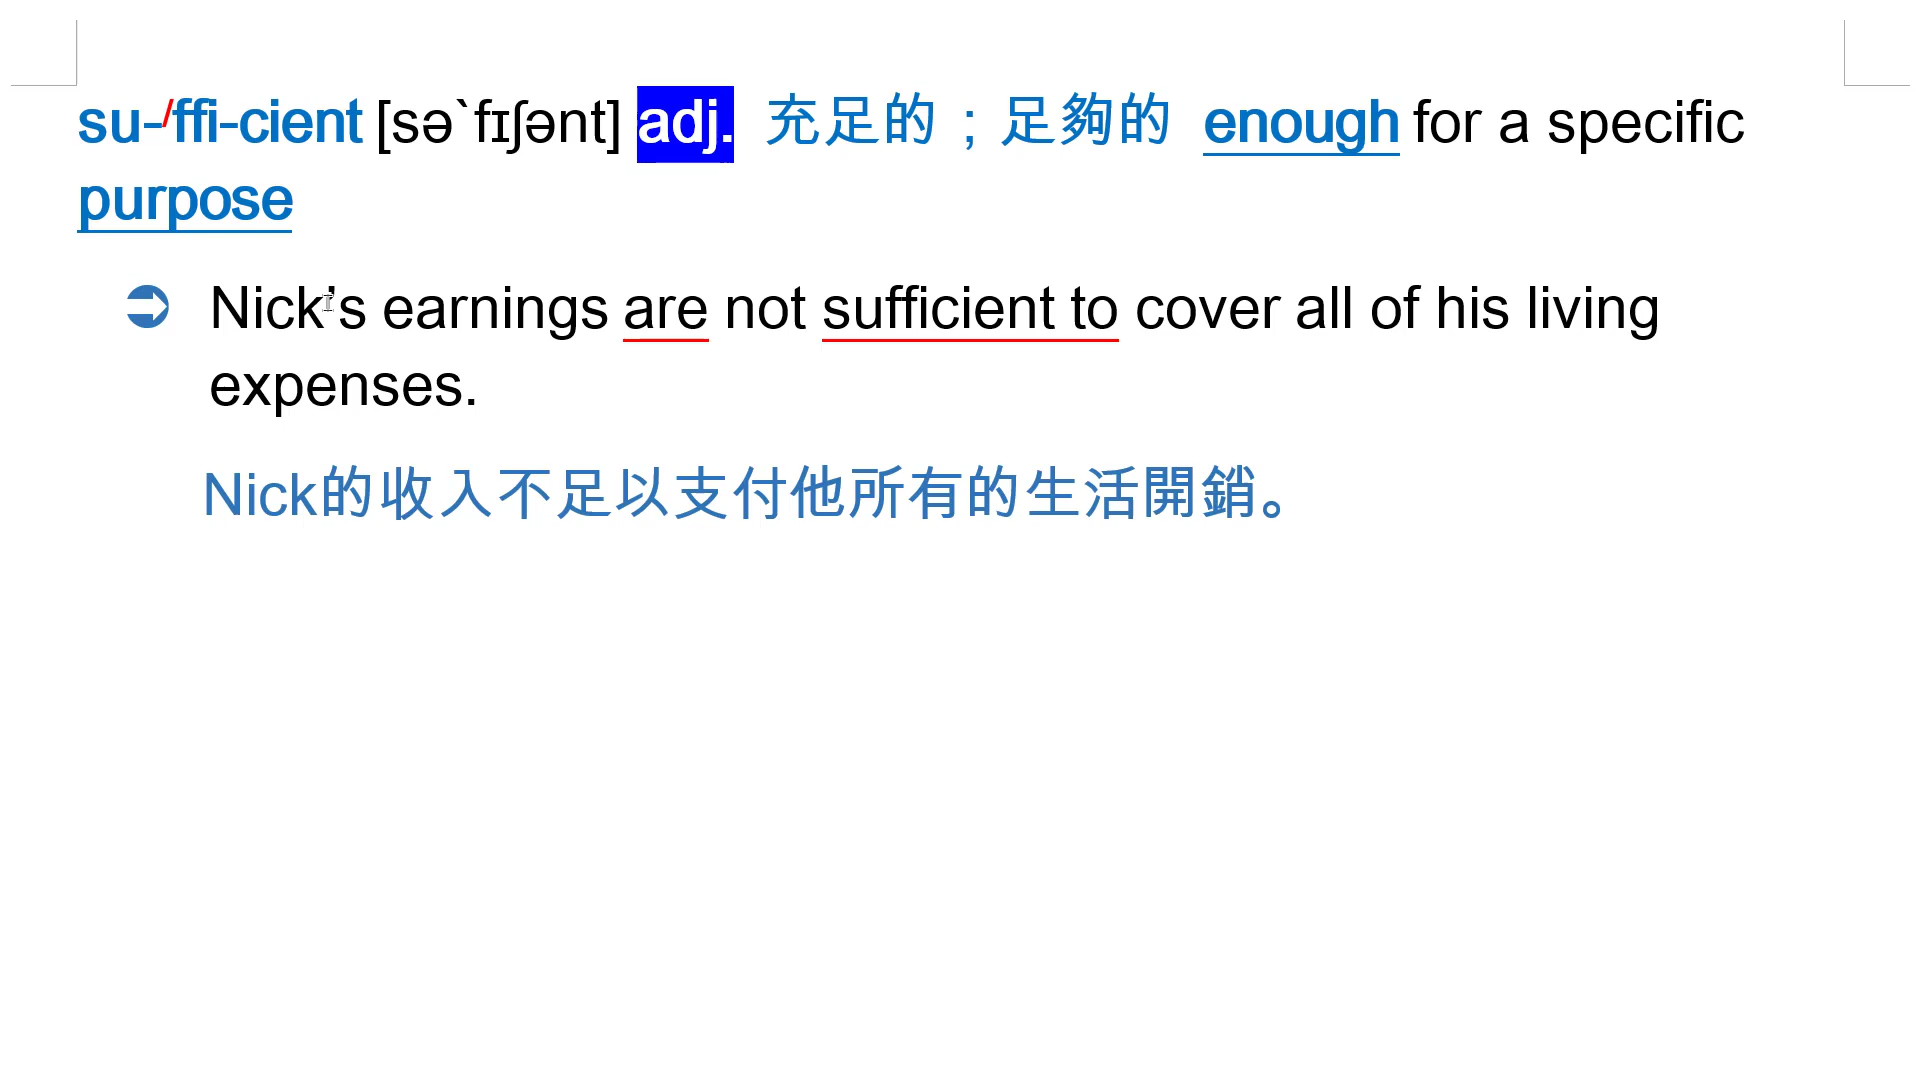 su-/ffi-cient [sə`fɪʃənt] adj. 充足的；足夠的 enough for a specific
purpose
Nick’s earnings are not sufficient to cover all of his living
expenses.
Nick的收入不足以支付他所有的生活開銷。